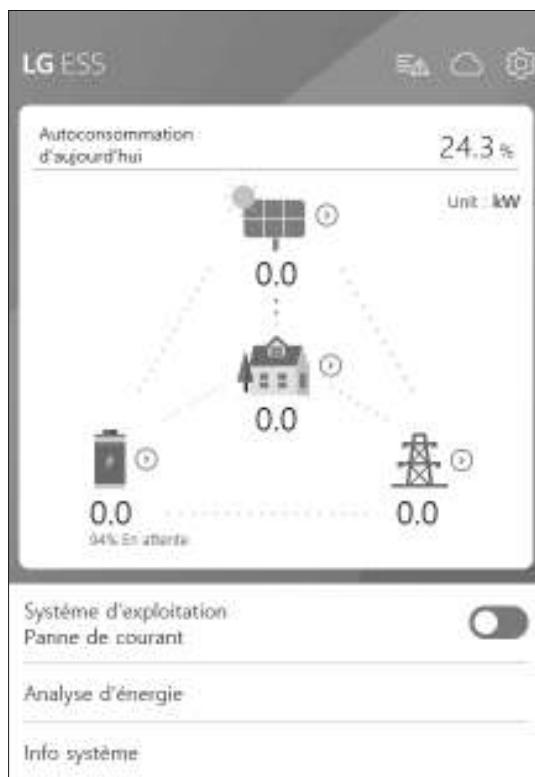 LG ESS
Autoconsommation
d'aujourd'hui
24.3 %
Unit : kW
0.0
0.0
0.0
94% En attente
0.0
Système d'exploitation
Panne de courant
Analyse d'énergie
Info système